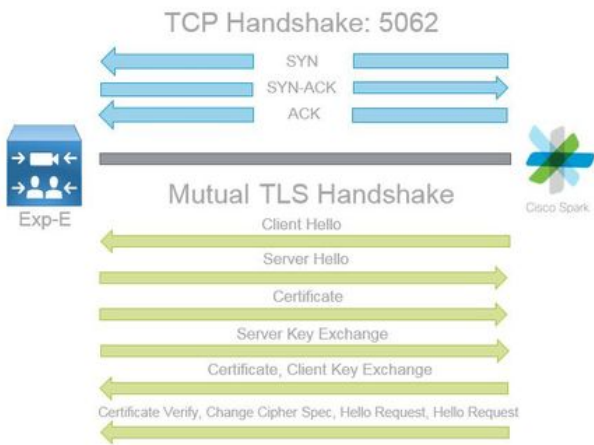 TCP Handshake: 5062
SYN
SYN-ACK
ACK
Exp-E
Cisco Spark
Mutual TLS Handshake
Client Hello
Server Hello
Certificate
Server Key Exchange
Certificate, Client Key Exchange
Certificate Verify, Change Cipher Spec, Hello Request, Hello Request